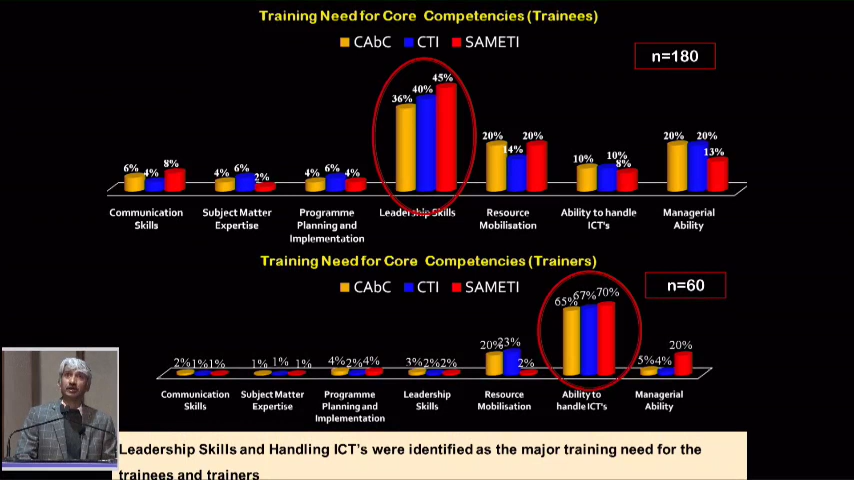 Training Need for Core Competencies (Trainees)
CAbC CTI SAMETI
n=180
6% 4% 8% 4% 6% 2% 4% 6% 4% 36% 40% 45% 20% 14% 20% 10% 10% 8% 20% 20% 13%
Communication Skills
Subject Matter Expertise
Programme Planning and Implementation
Leadership Skills
Resource Mobilisation
Ability to handle ICT's
Managerial Ability
Training Need for Core Competencies (Trainers)
CAbC CTI SAMETI
n=60
2% 1% 1% 1% 1% 1% 4% 2% 4% 3% 2% 2% 20% 23% 2% 65% 67% 70% 5% 4% 20%
Communication Skills
Subject Matter Expertise
Programme Planning and Implementation
Leadership Skills
Resource Mobilisation
Ability to handle ICT's
Managerial Ability
Leadership Skills and Handling ICT's were identified as the major training need for the
trainees and trainers